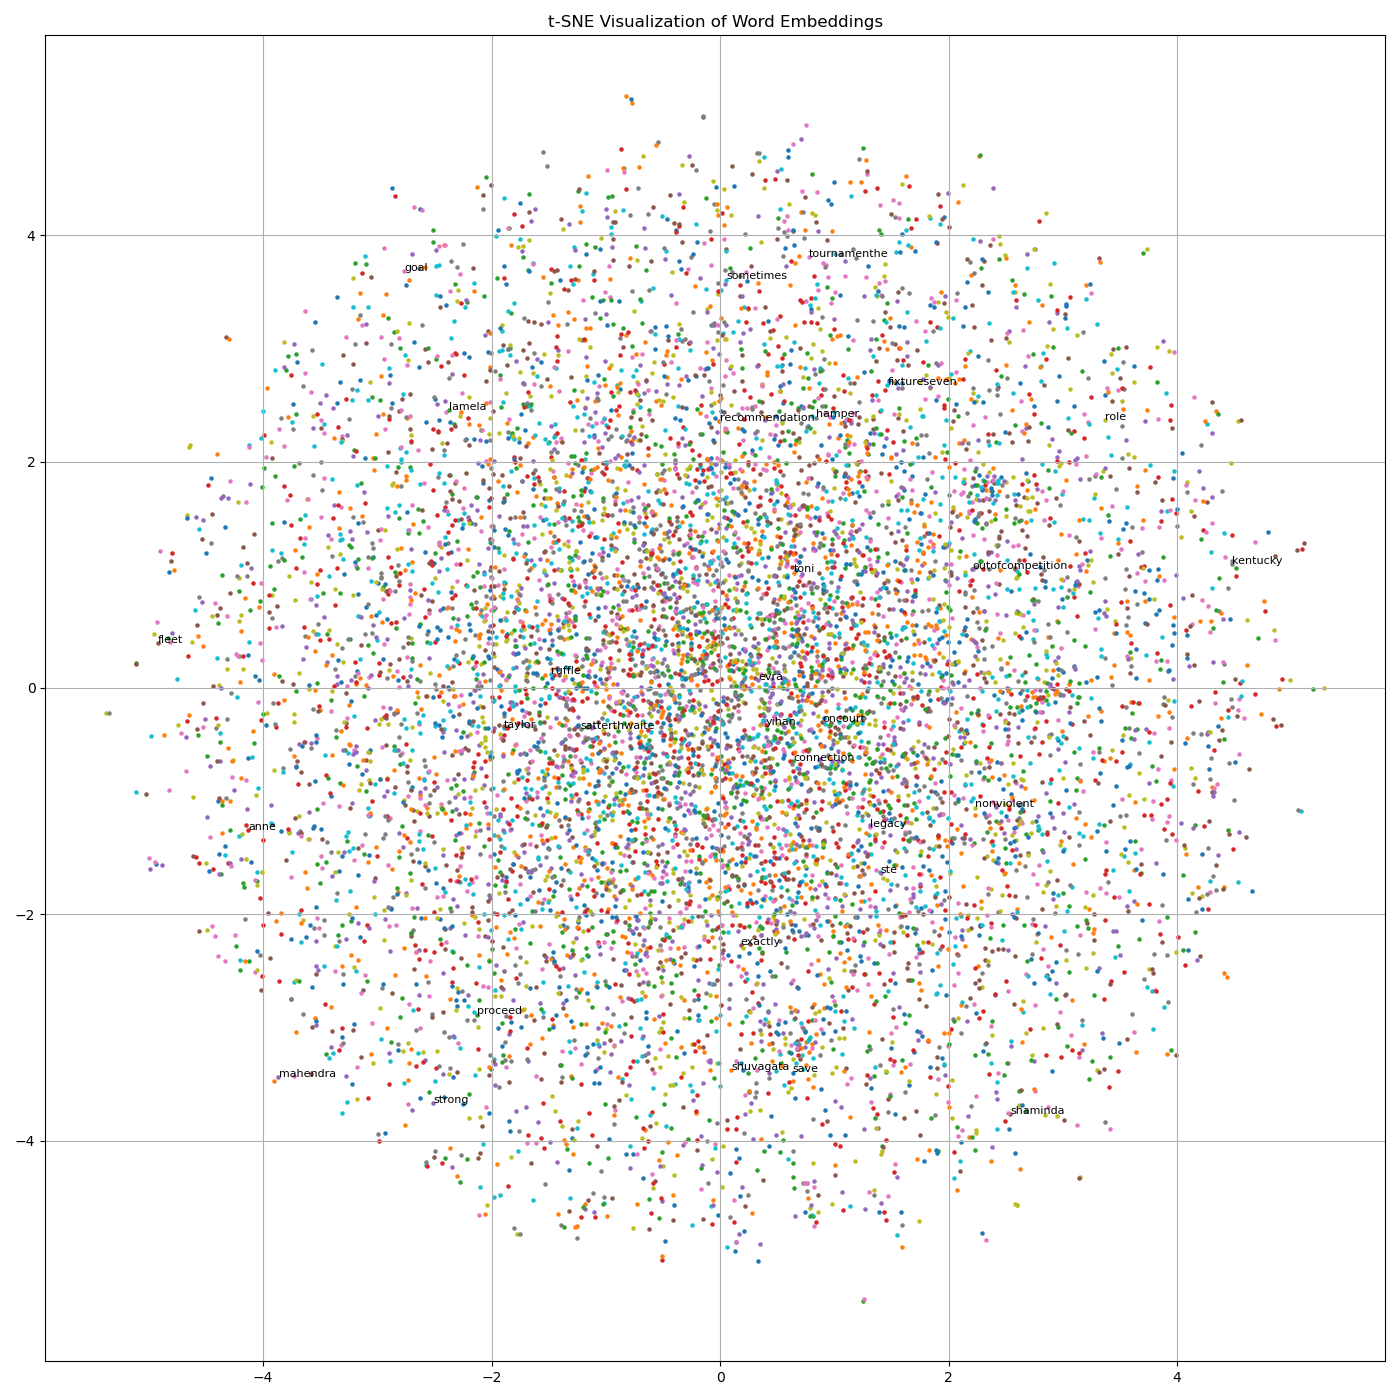 t-SNE Visualization of Word Embeddings
4
tournamenthe
goal
sometimes
fixtureseven
lamela
hamper
role
recommendation
2
kentucky
outofcompetition
toni
fleet
ruffle
evra
0
oncourt
yihan
taylor
satterthwaite
connection
nonviolent
legacy
anne
ste
−2
exactly
proceed
shuvagata
save
mahendra
strong
shaminda
−4
−4 −2 0 2 4